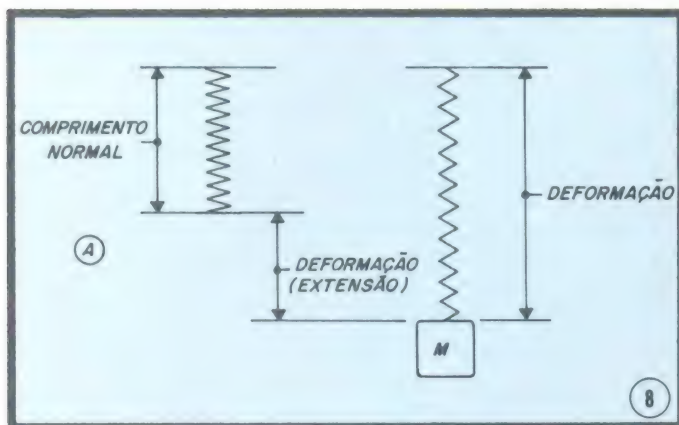 COMPRIMENTO
NORMAL
A
DEFORMAÇÃO
(EXTENSÃO)
DEFORMAÇÃO
M
8